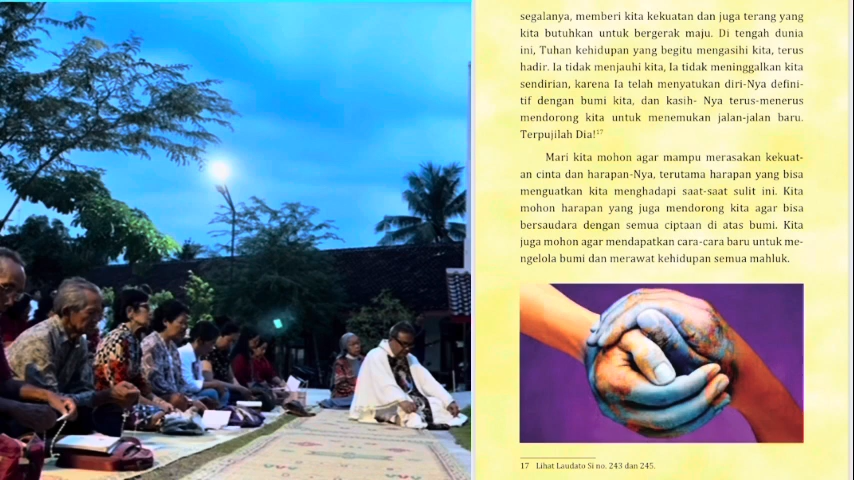 segalanya, memberi kita kekuatan dan juga terang yang
kita butuhkan untuk bergerak maju. Di tengah dunia
ini, Tuhan kehidupan yang begitu mengasihi kita, terus
hadir. Ia tidak menjauhi kita, Ia tidak meninggalkan kita
sendirian, karena Ia telah menyatukan diri-Nya defini-
tif dengan bumi kita, dan kasih- Nya terus-menerus
mendorong kita untuk menemukan jalan-jalan baru.
Terpujilah Dia!17
Mari kita mohon agar mampu merasakan kekuat-
an cinta dan harapan-Nya, terutama harapan yang bisa
menguatkan kita menghadapi saat-saat sulit ini. Kita
mohon harapan yang juga mendorong kita agar bisa
bersaudara dengan semua ciptaan di atas bumi. Kita
juga mohon agar mendapatkan cara-cara baru untuk me-
ngelola bumi dan merawat kehidupan semua mahluk.
17 Lihat Laudato Si no. 243 dan 245.